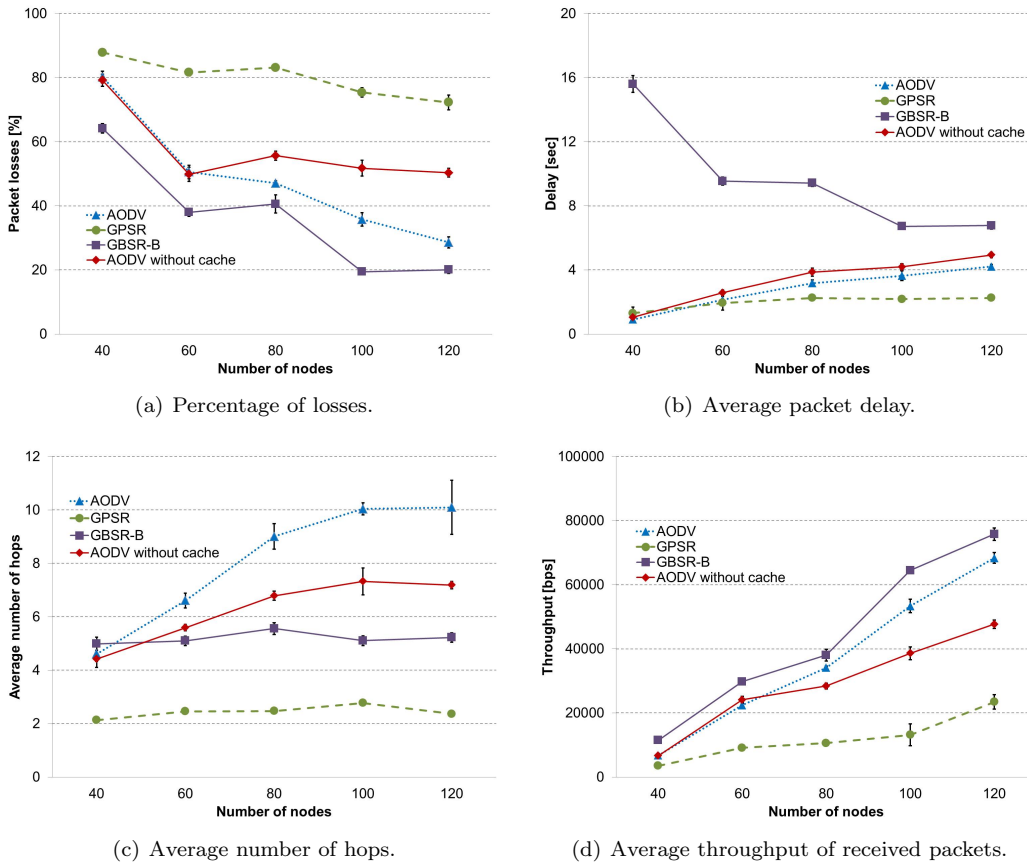 100
80
60
40
20
0
Packet losses [%]
AODV
GPSR
GBSR-B
AODV without cache
40 60 80 100 120
Number of nodes
(a) Percentage of losses.
20
16
12
8
4
0
Delay [sec]
AODV
GPSR
GBSR-B
AODV without cache
40 60 80 100 120
Number of nodes
(b) Average packet delay.
12
10
8
6
4
2
0
Average number of hops
AODV
GPSR
GBSR-B
AODV without cache
40 60 80 100 120
Number of nodes
(c) Average number of hops.
100000
80000
60000
40000
20000
0
Throughput [bps]
AODV
GPSR
GBSR-B
AODV without cache
40 60 80 100 120
Number of nodes
(d) Average throughput of received packets.